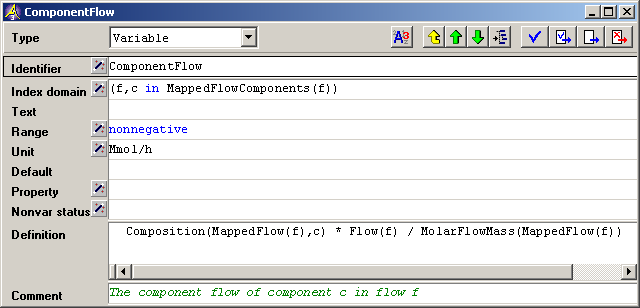 ComponentFlow
Type Variable
Identifier ComponentFlow
Index domain (f,c in MappedFlowComponents(f))
Text
Range nonnegative
Unit Mmol/h
Default
Property
Nonvar status
Definition Composition(MappedFlow(f),c) * Flow(f) / MolarFlowMass(MappedFlow(f))
Comment The component flow of component c in flow f